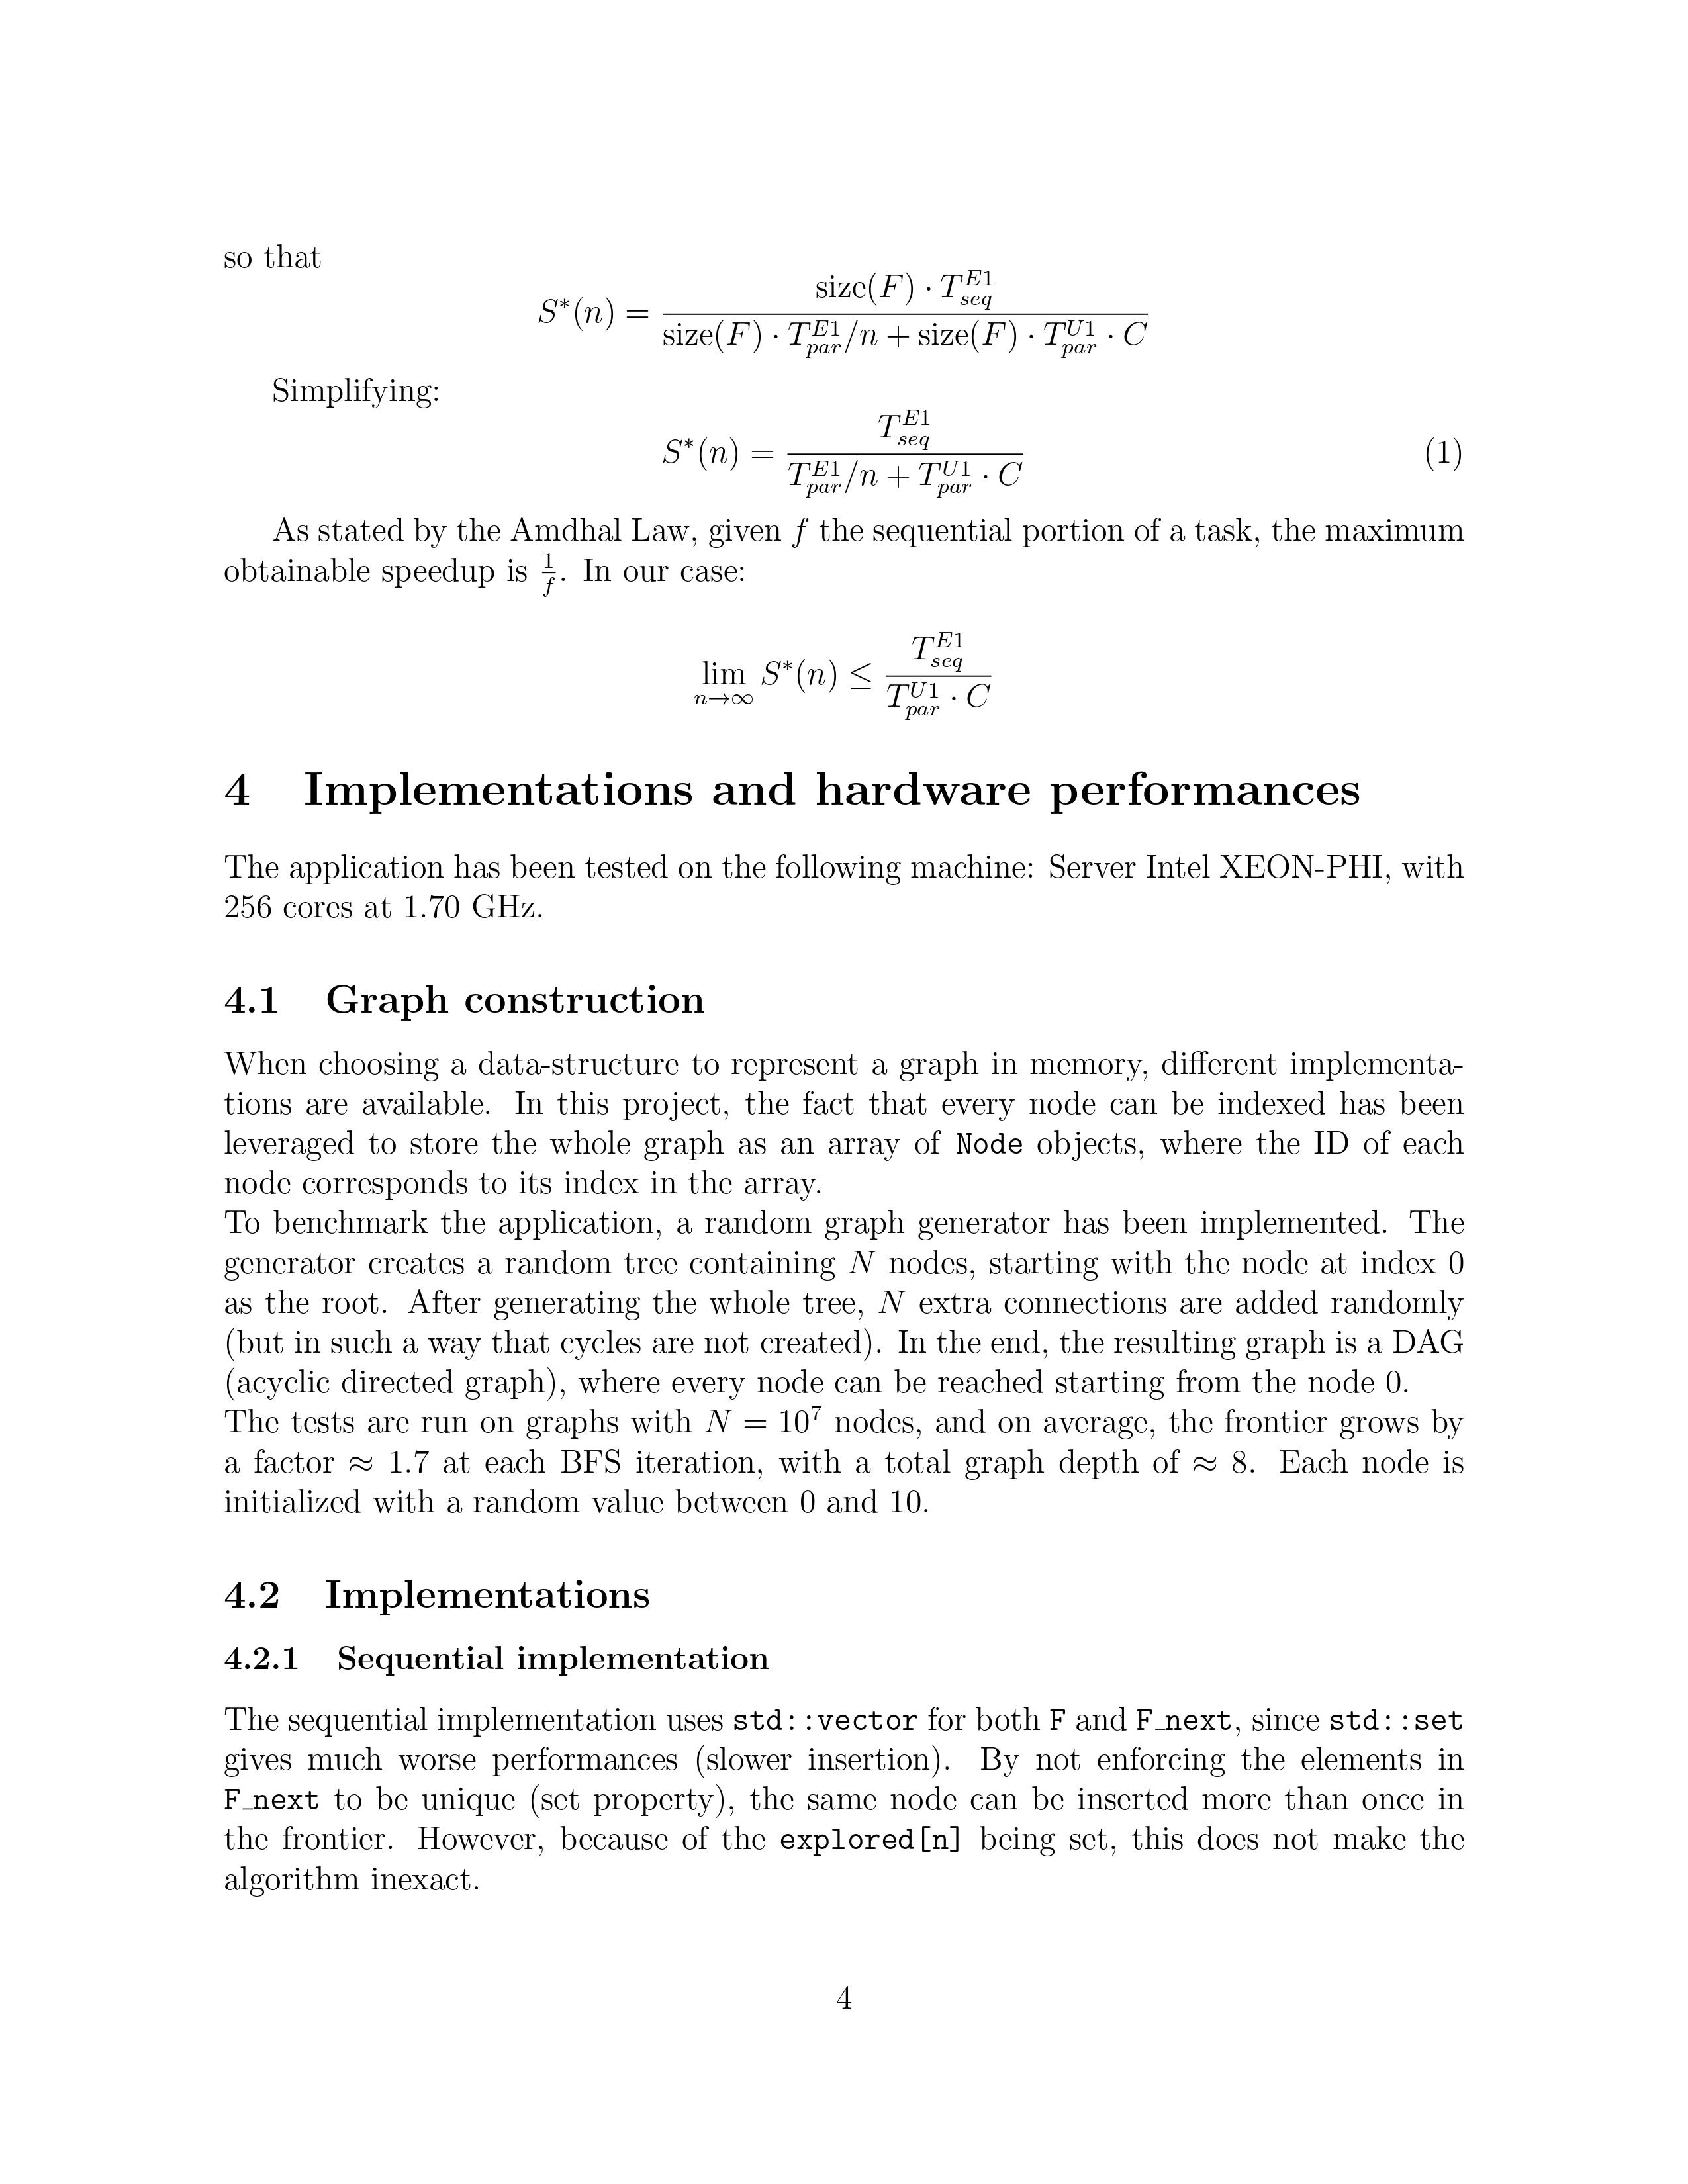 so that
S*(n) = \frac{size(F) · T_{seq}^{E1}}{size(F) · T_{par}^{E1}/n + size(F) · T_{par}^{U1} · C}
Simplifying:
S*(n) = \frac{T_{seq}^{E1}}{T_{par}^{E1}/n + T_{par}^{U1} · C} (1)
As stated by the Amdhal Law, given f the sequential portion of a task, the maximum
obtainable speedup is \frac{1}{f}. In our case:
\lim_{n→∞} S*(n) ≤ \frac{T_{seq}^{E1}}{T_{par}^{U1} · C}
4 Implementations and hardware performances
The application has been tested on the following machine: Server Intel XEON-PHI, with
256 cores at 1.70 GHz.
4.1 Graph construction
When choosing a data-structure to represent a graph in memory, different implementa-
tions are available. In this project, the fact that every node can be indexed has been
leveraged to store the whole graph as an array of Node objects, where the ID of each
node corresponds to its index in the array.
To benchmark the application, a random graph generator has been implemented. The
generator creates a random tree containing N nodes, starting with the node at index 0
as the root. After generating the whole tree, N extra connections are added randomly
(but in such a way that cycles are not created). In the end, the resulting graph is a DAG
(acyclic directed graph), where every node can be reached starting from the node 0.
The tests are run on graphs with N = 10^7 nodes, and on average, the frontier grows by
a factor ≈ 1.7 at each BFS iteration, with a total graph depth of ≈ 8. Each node is
initialized with a random value between 0 and 10.
4.2 Implementations
4.2.1 Sequential implementation
The sequential implementation uses std::vector for both F and F_next, since std::set
gives much worse performances (slower insertion). By not enforcing the elements in
F_next to be unique (set property), the same node can be inserted more than once in
the frontier. However, because of the explored[n] being set, this does not make the
algorithm inexact.
4